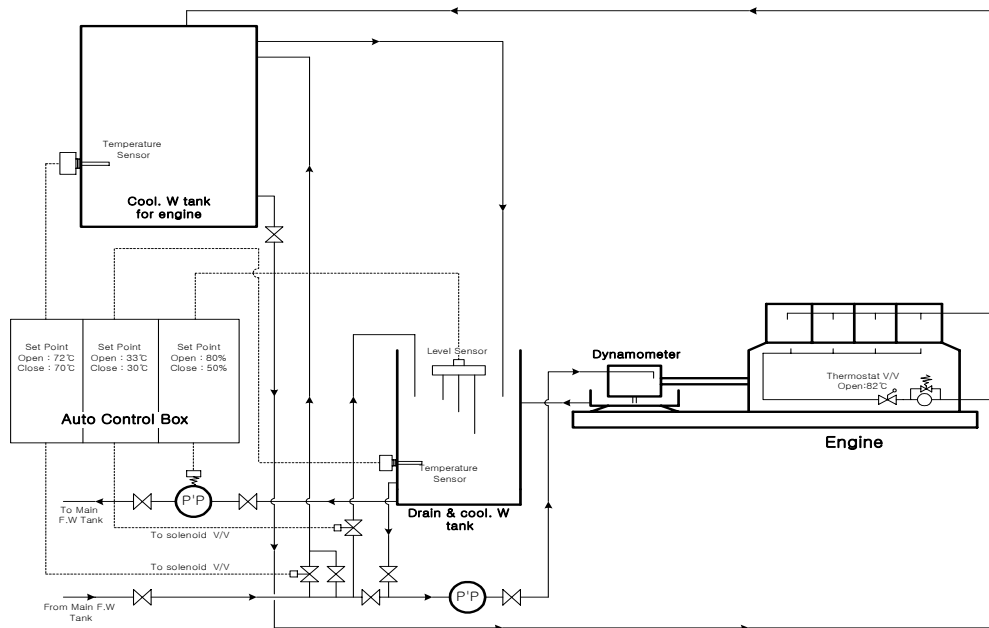 Temperature
Sensor
Cool. W tank
for engine
Set Point
Open : 72℃
Close : 70℃
Set Point
Open : 33℃
Close : 30℃
Set Point
Open : 80%
Close : 50%
Auto Control Box
Level Sensor
Dynamometer
Thermostat V/V
Open:82℃
Engine
Temperature
Sensor
P'P
To Main
F.W Tank
Drain & cool. W
tank
To solenoid V/V
To solenoid V/V
P'P
From Main F.W
Tank